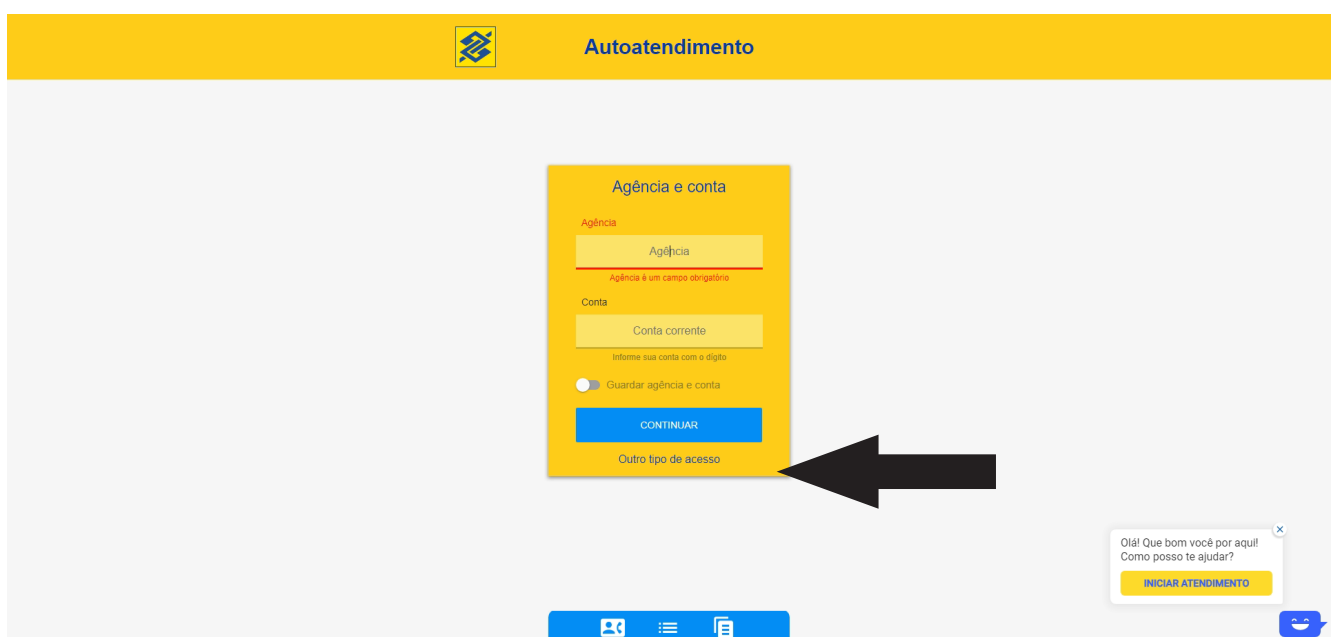 Autoatendimento
Agência e conta
Agência
Agência
Agência é um campo obrigatório
Conta
Conta corrente
Informe sua conta com o dígito
Guardar agência e conta
CONTINUAR
Outro tipo de acesso
Olá! Que bom você por aqui!
Como posso te ajudar?
INICIAR ATENDIMENTO